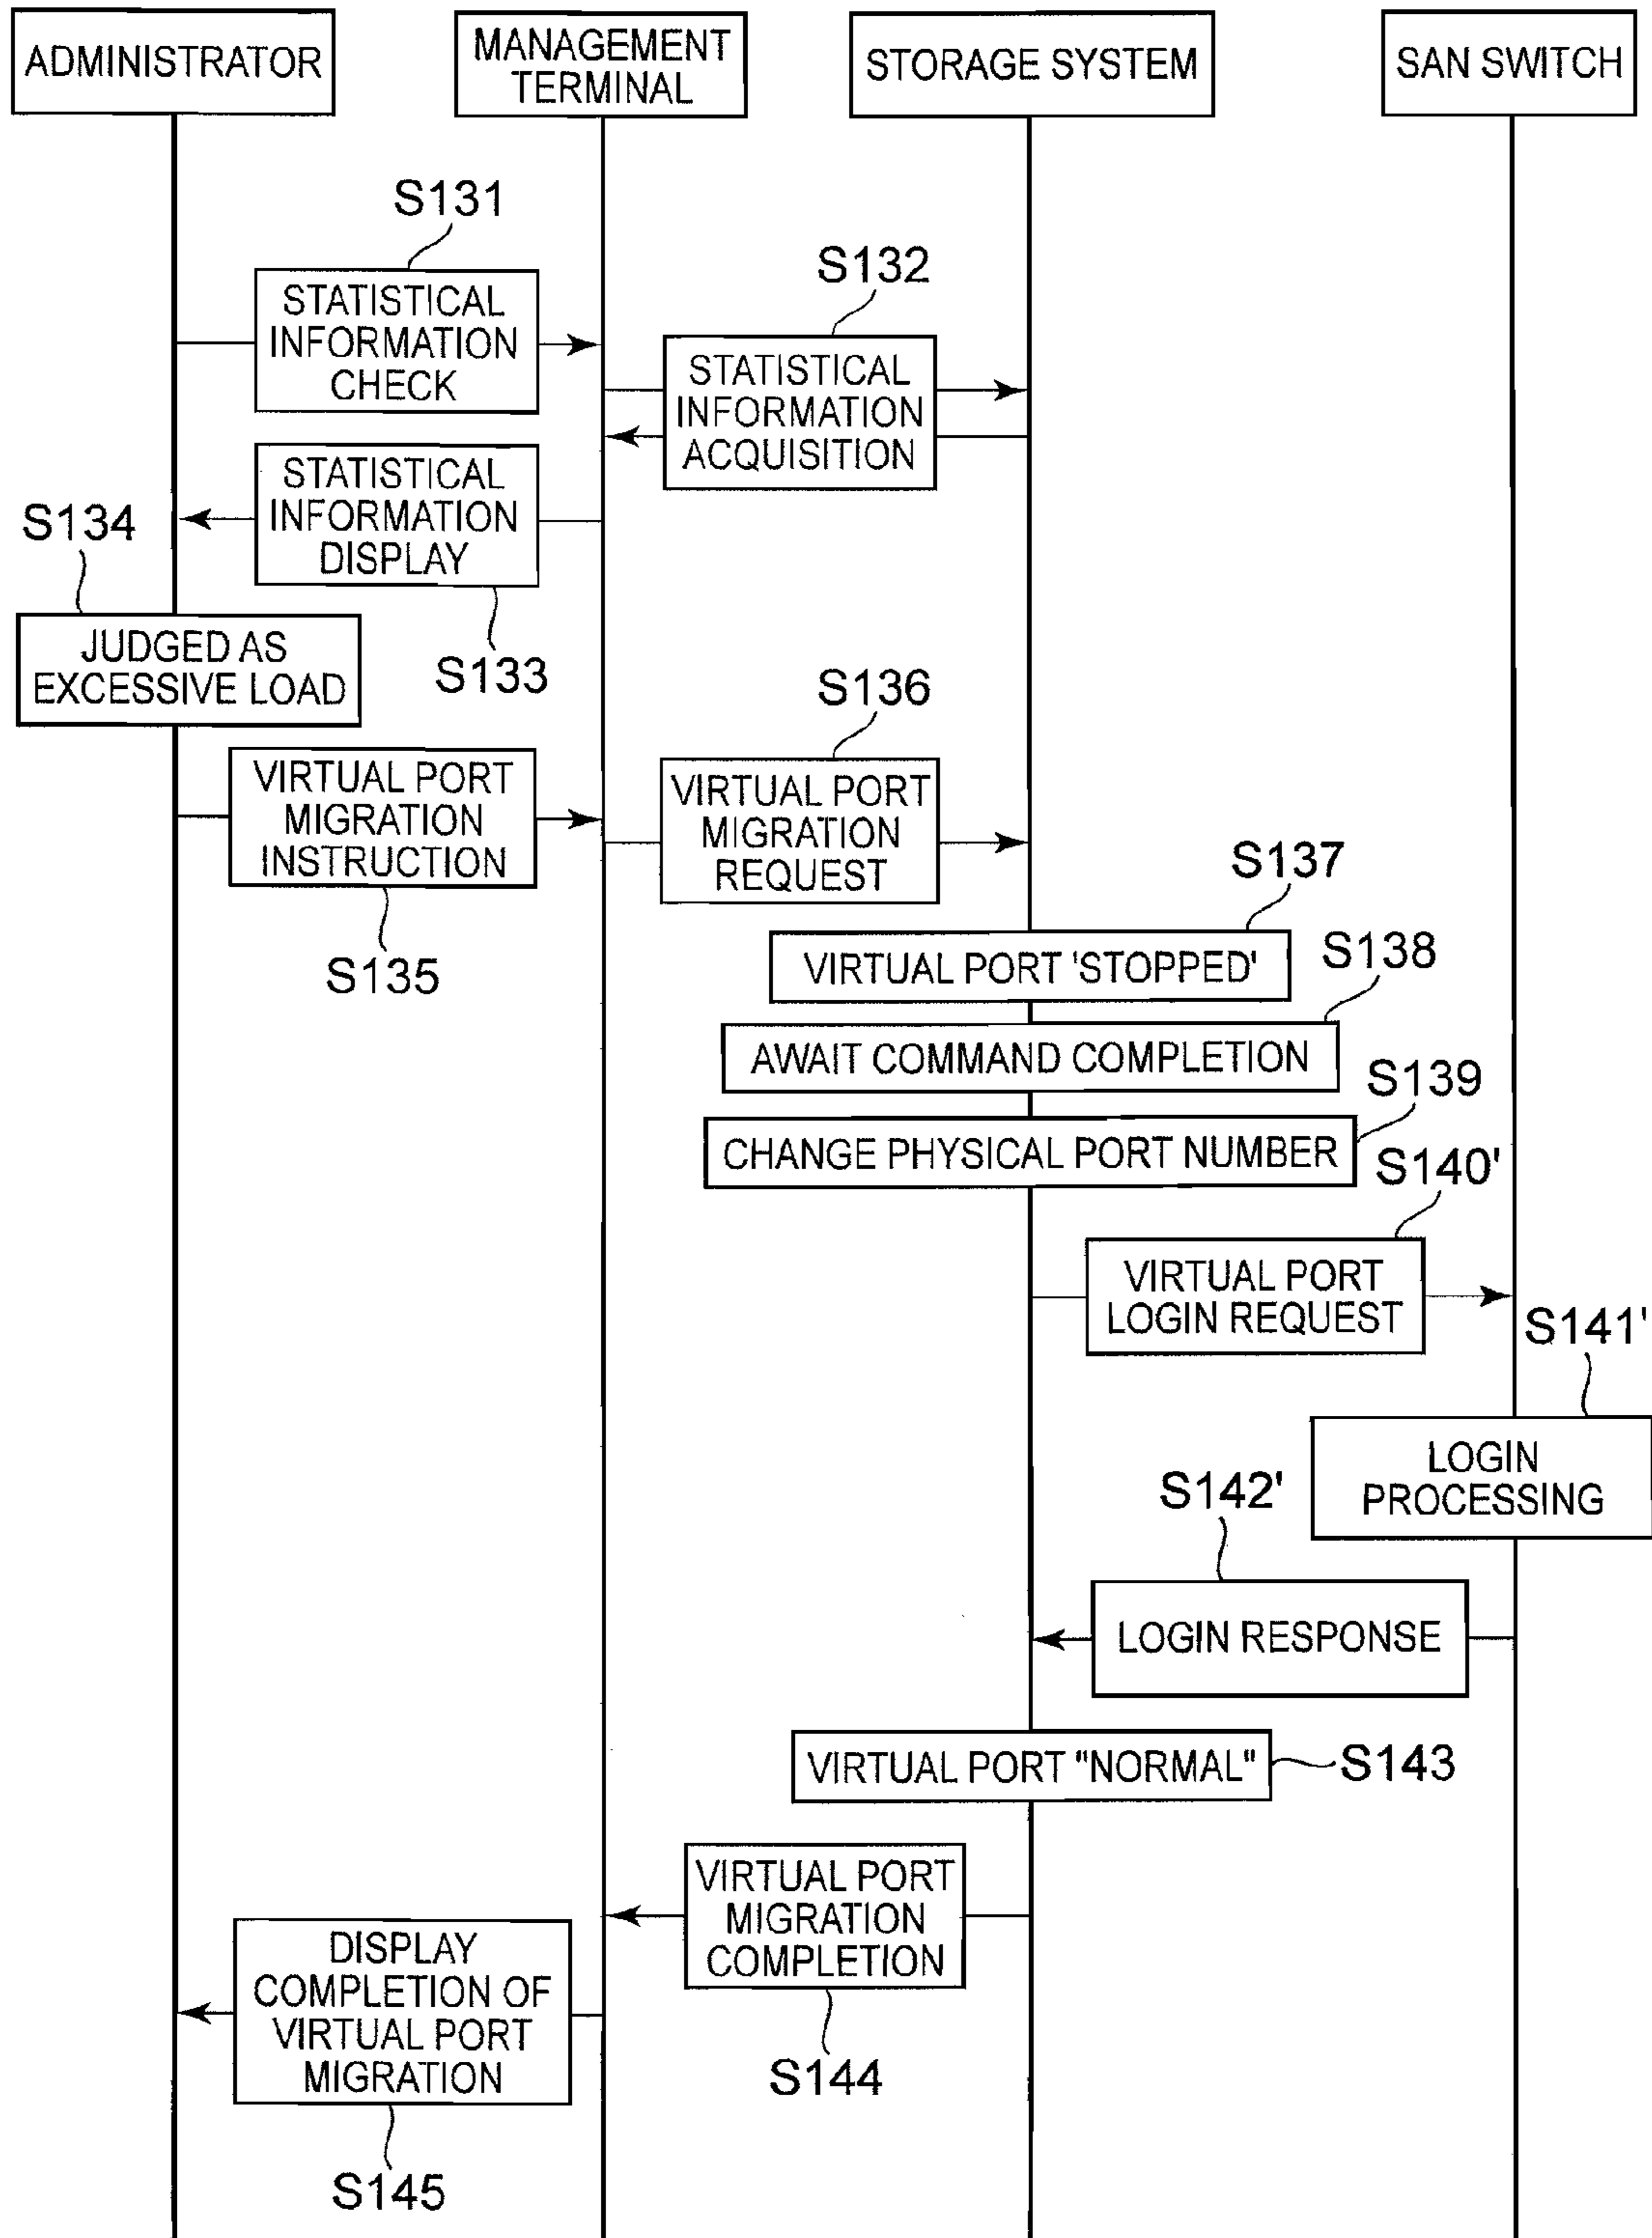 ADMINISTRATOR
MANAGEMENT
TERMINAL
STORAGE SYSTEM
SAN SWITCH
S131
STATISTICAL
INFORMATION
CHECK
S132
STATISTICAL
INFORMATION
ACQUISITION
STATISTICAL
INFORMATION
DISPLAY
S133
S134
JUDGED AS
EXCESSIVE LOAD
VIRTUAL PORT
MIGRATION
INSTRUCTION
S135
S136
VIRTUAL PORT
MIGRATION
REQUEST
S137
VIRTUAL PORT 'STOPPED'
S138
AWAIT COMMAND COMPLETION
S139
CHANGE PHYSICAL PORT NUMBER
S140'
VIRTUAL PORT
LOGIN REQUEST
S141'
LOGIN
PROCESSING
S142'
LOGIN RESPONSE
VIRTUAL PORT "NORMAL"
S143
VIRTUAL PORT
MIGRATION
COMPLETION
S144
DISPLAY
COMPLETION OF
VIRTUAL PORT
MIGRATION
S145